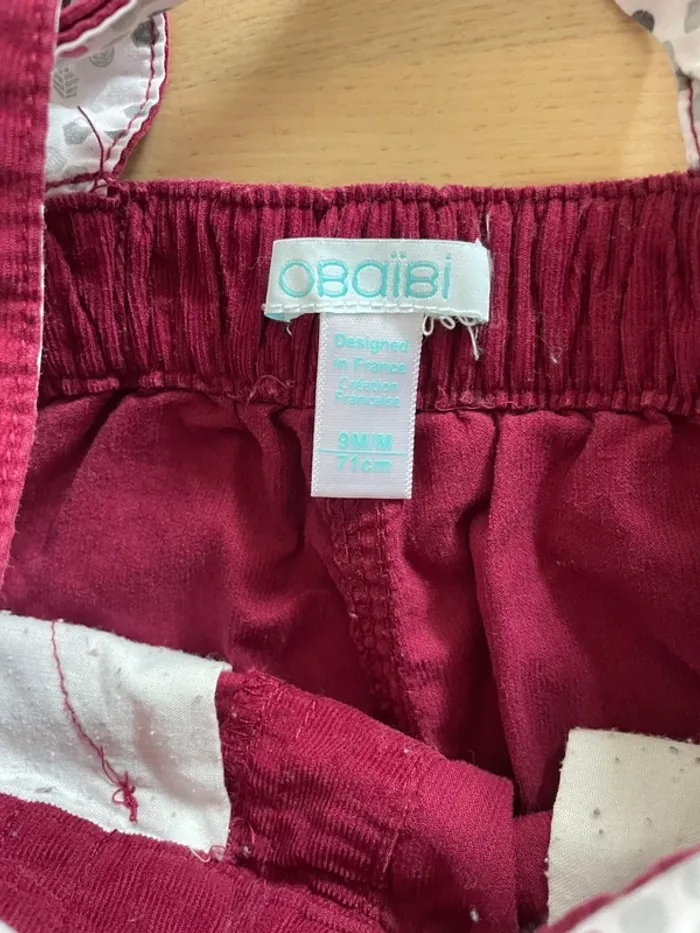 OBAÏBI
Designed
in France
Création
Française
9M/M
71cm